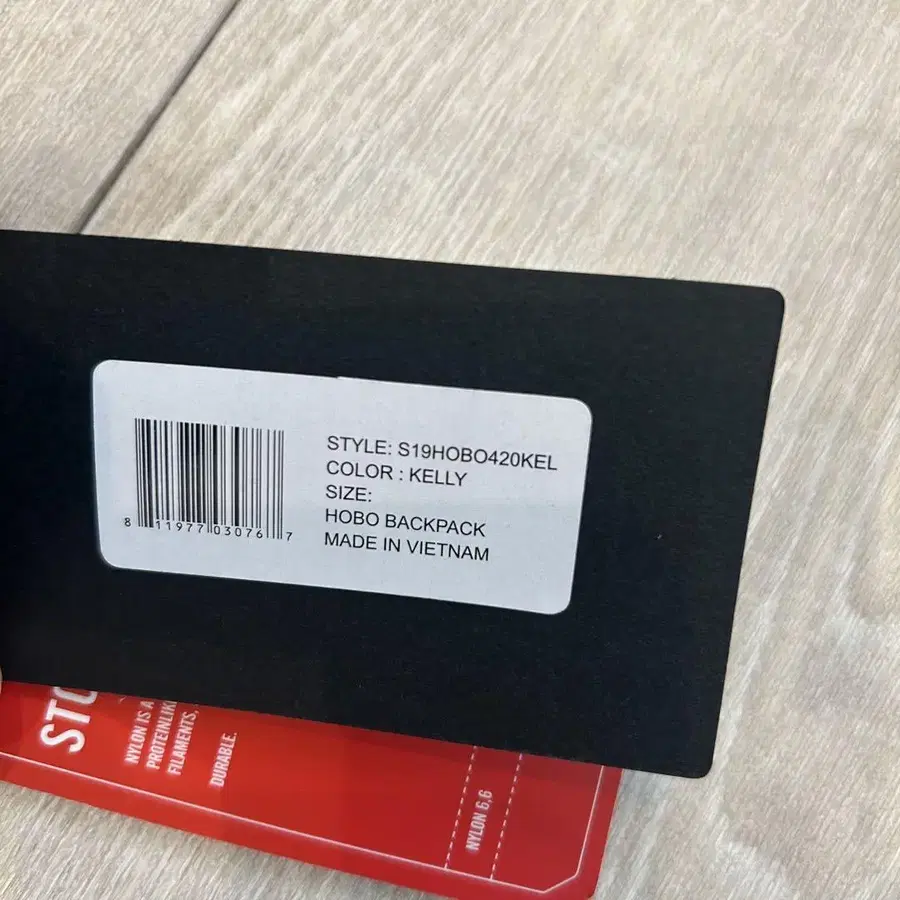 STYLE: S19HOBO420KEL
COLOR : KELLY
SIZE:
HOBO BACKPACK
MADE IN VIETNAM
8 11977 03076 7
NYLON IS A
PROTEINLIK
FILAMENTS,
DURABLE.
NYLON 6,6